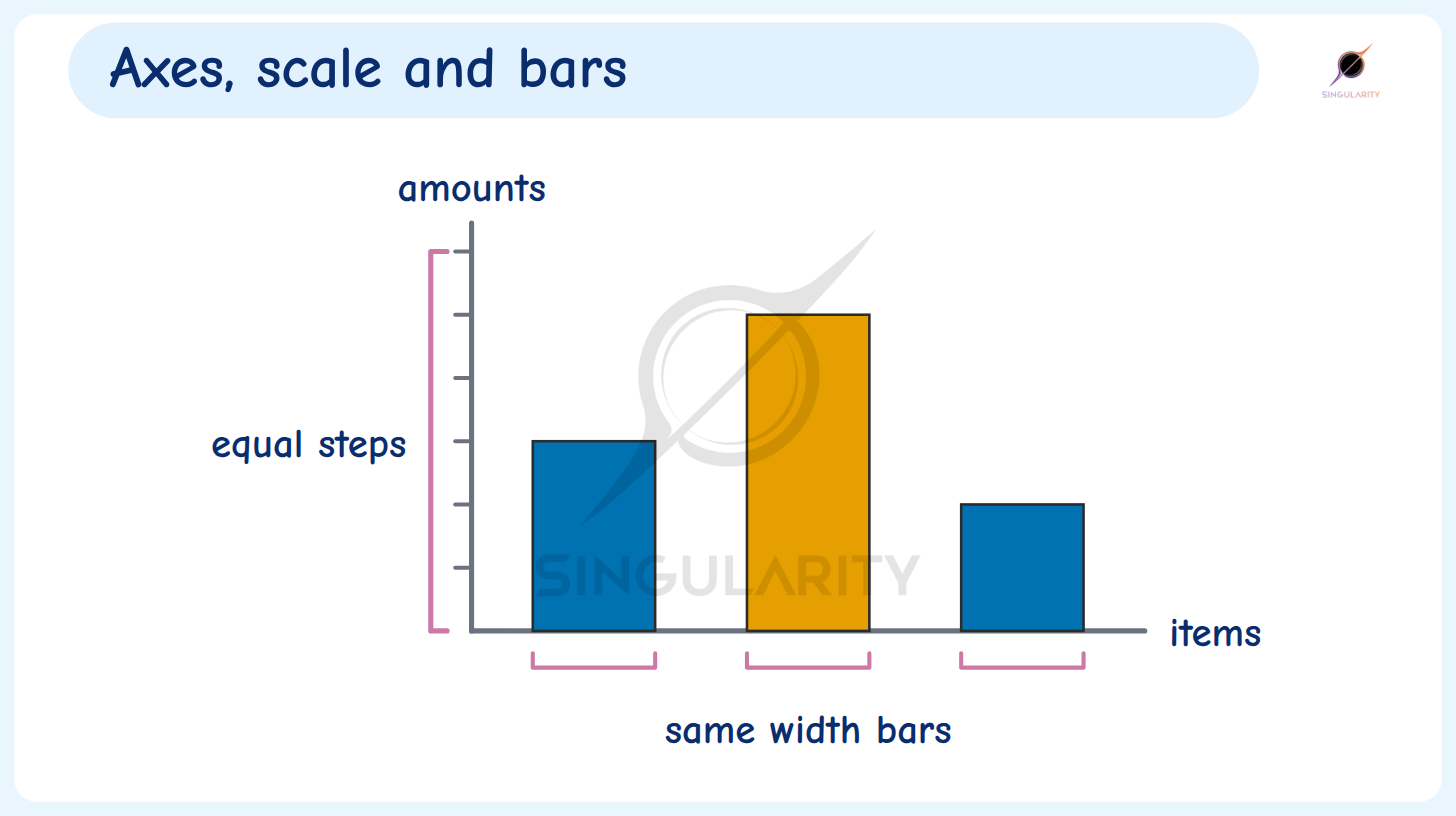 Axes, scale and bars
SINGULARITY
amounts
equal steps
SINGULARITY
items
same width bars